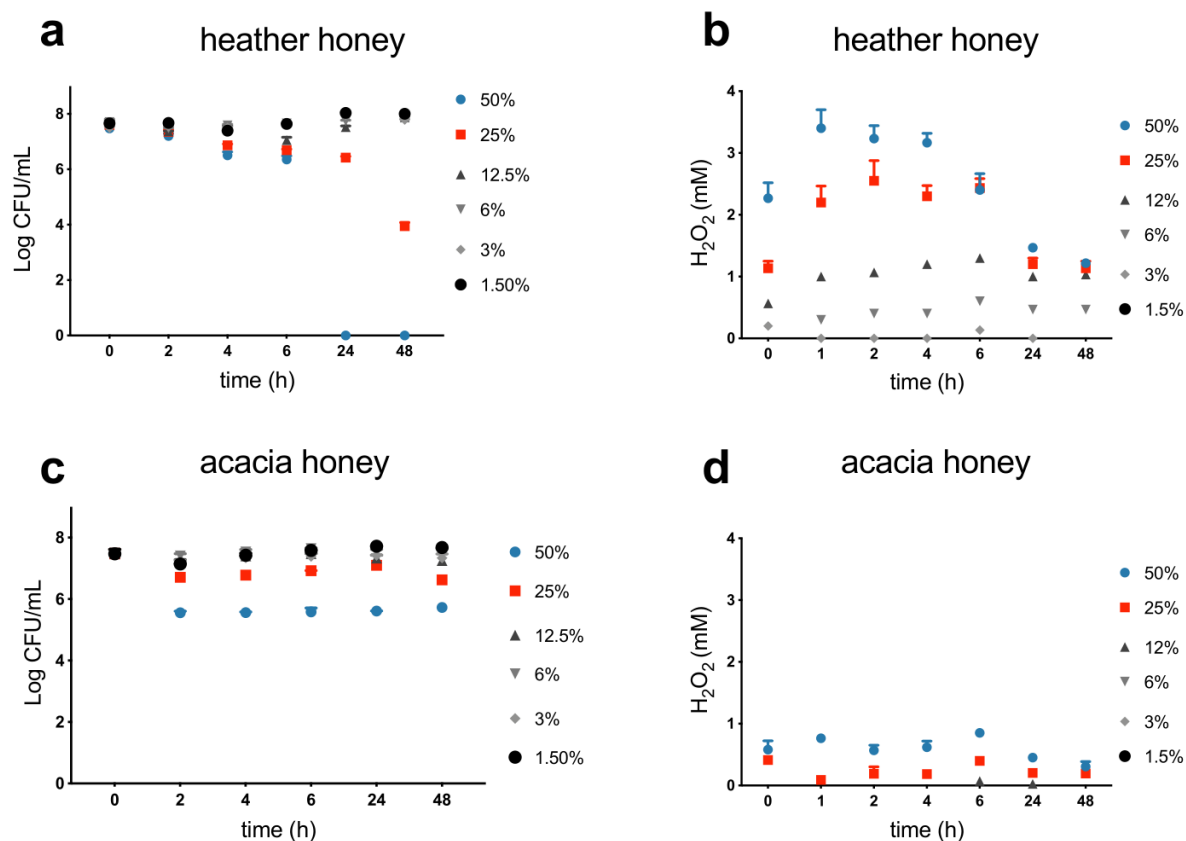 a
heather honey
Log CFU/mL
8
6
4
2
0
0 2 4 6 24 48
time (h)
50%
25%
12.5%
6%
3%
1.50%
b
heather honey
H₂O₂ (mM)
4
3
2
1
0
0 1 2 4 6 24 48
time (h)
50%
25%
12%
6%
3%
1.5%
c
acacia honey
Log CFU/mL
8
6
4
2
0
0 2 4 6 24 48
time (h)
50%
25%
12.5%
6%
3%
1.50%
d
acacia honey
H₂O₂ (mM)
4
3
2
1
0
0 1 2 4 6 24 48
time (h)
50%
25%
12%
6%
3%
1.5%